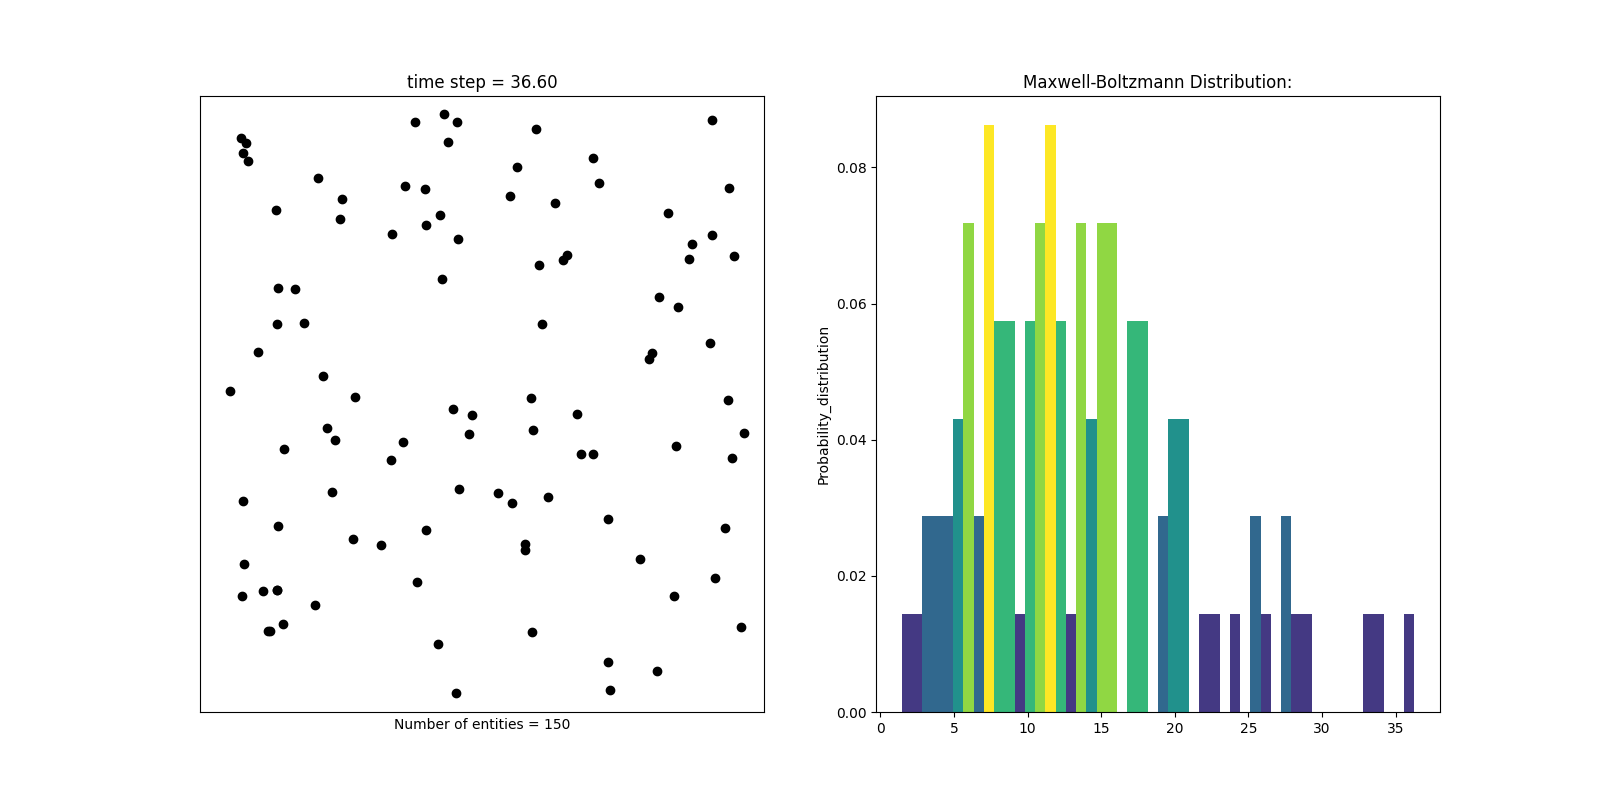 time step = 36.60
Number of entities = 150
Maxwell-Boltzmann Distribution:
Probability_distribution
0.08
0.06
0.04
0.02
0.00
0 5 10 15 20 25 30 35